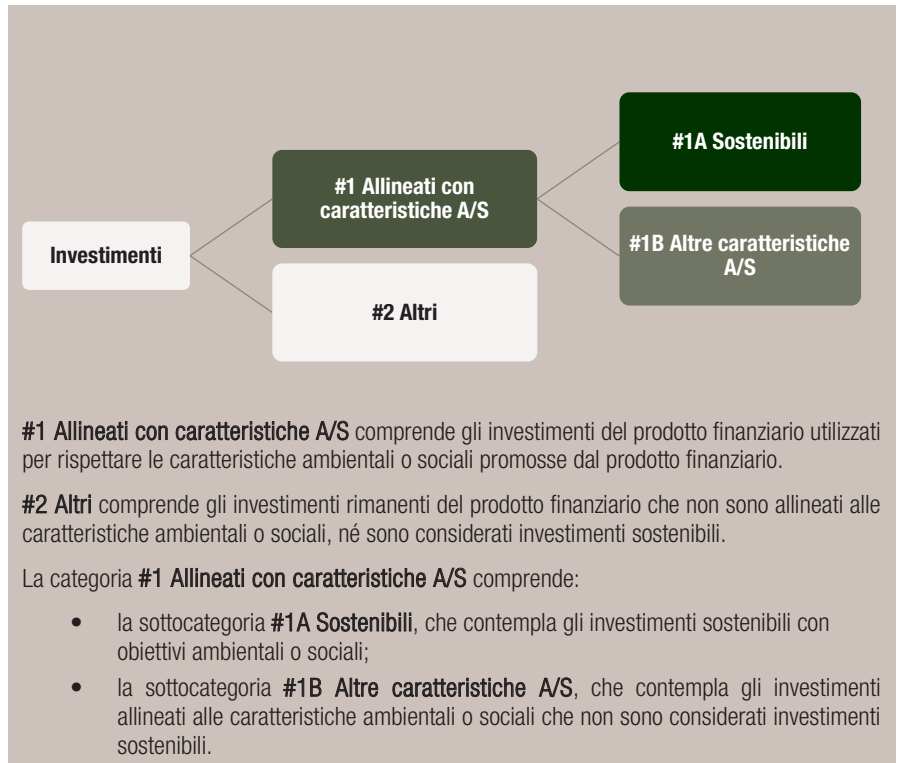 #1A Sostenibili
#1 Allineati con
caratteristiche A/S
#1B Altre caratteristiche
A/S
Investimenti
#2 Altri
#1 Allineati con caratteristiche A/S comprende gli investimenti del prodotto finanziario utilizzati
per rispettare le caratteristiche ambientali o sociali promosse dal prodotto finanziario.
#2 Altri comprende gli investimenti rimanenti del prodotto finanziario che non sono allineati alle
caratteristiche ambientali o sociali, né sono considerati investimenti sostenibili.
La categoria #1 Allineati con caratteristiche A/S comprende:
• la sottocategoria #1A Sostenibili, che contempla gli investimenti sostenibili con
obiettivi ambientali o sociali;
• la sottocategoria #1B Altre caratteristiche A/S, che contempla gli investimenti
allineati alle caratteristiche ambientali o sociali che non sono considerati investimenti
sostenibili.